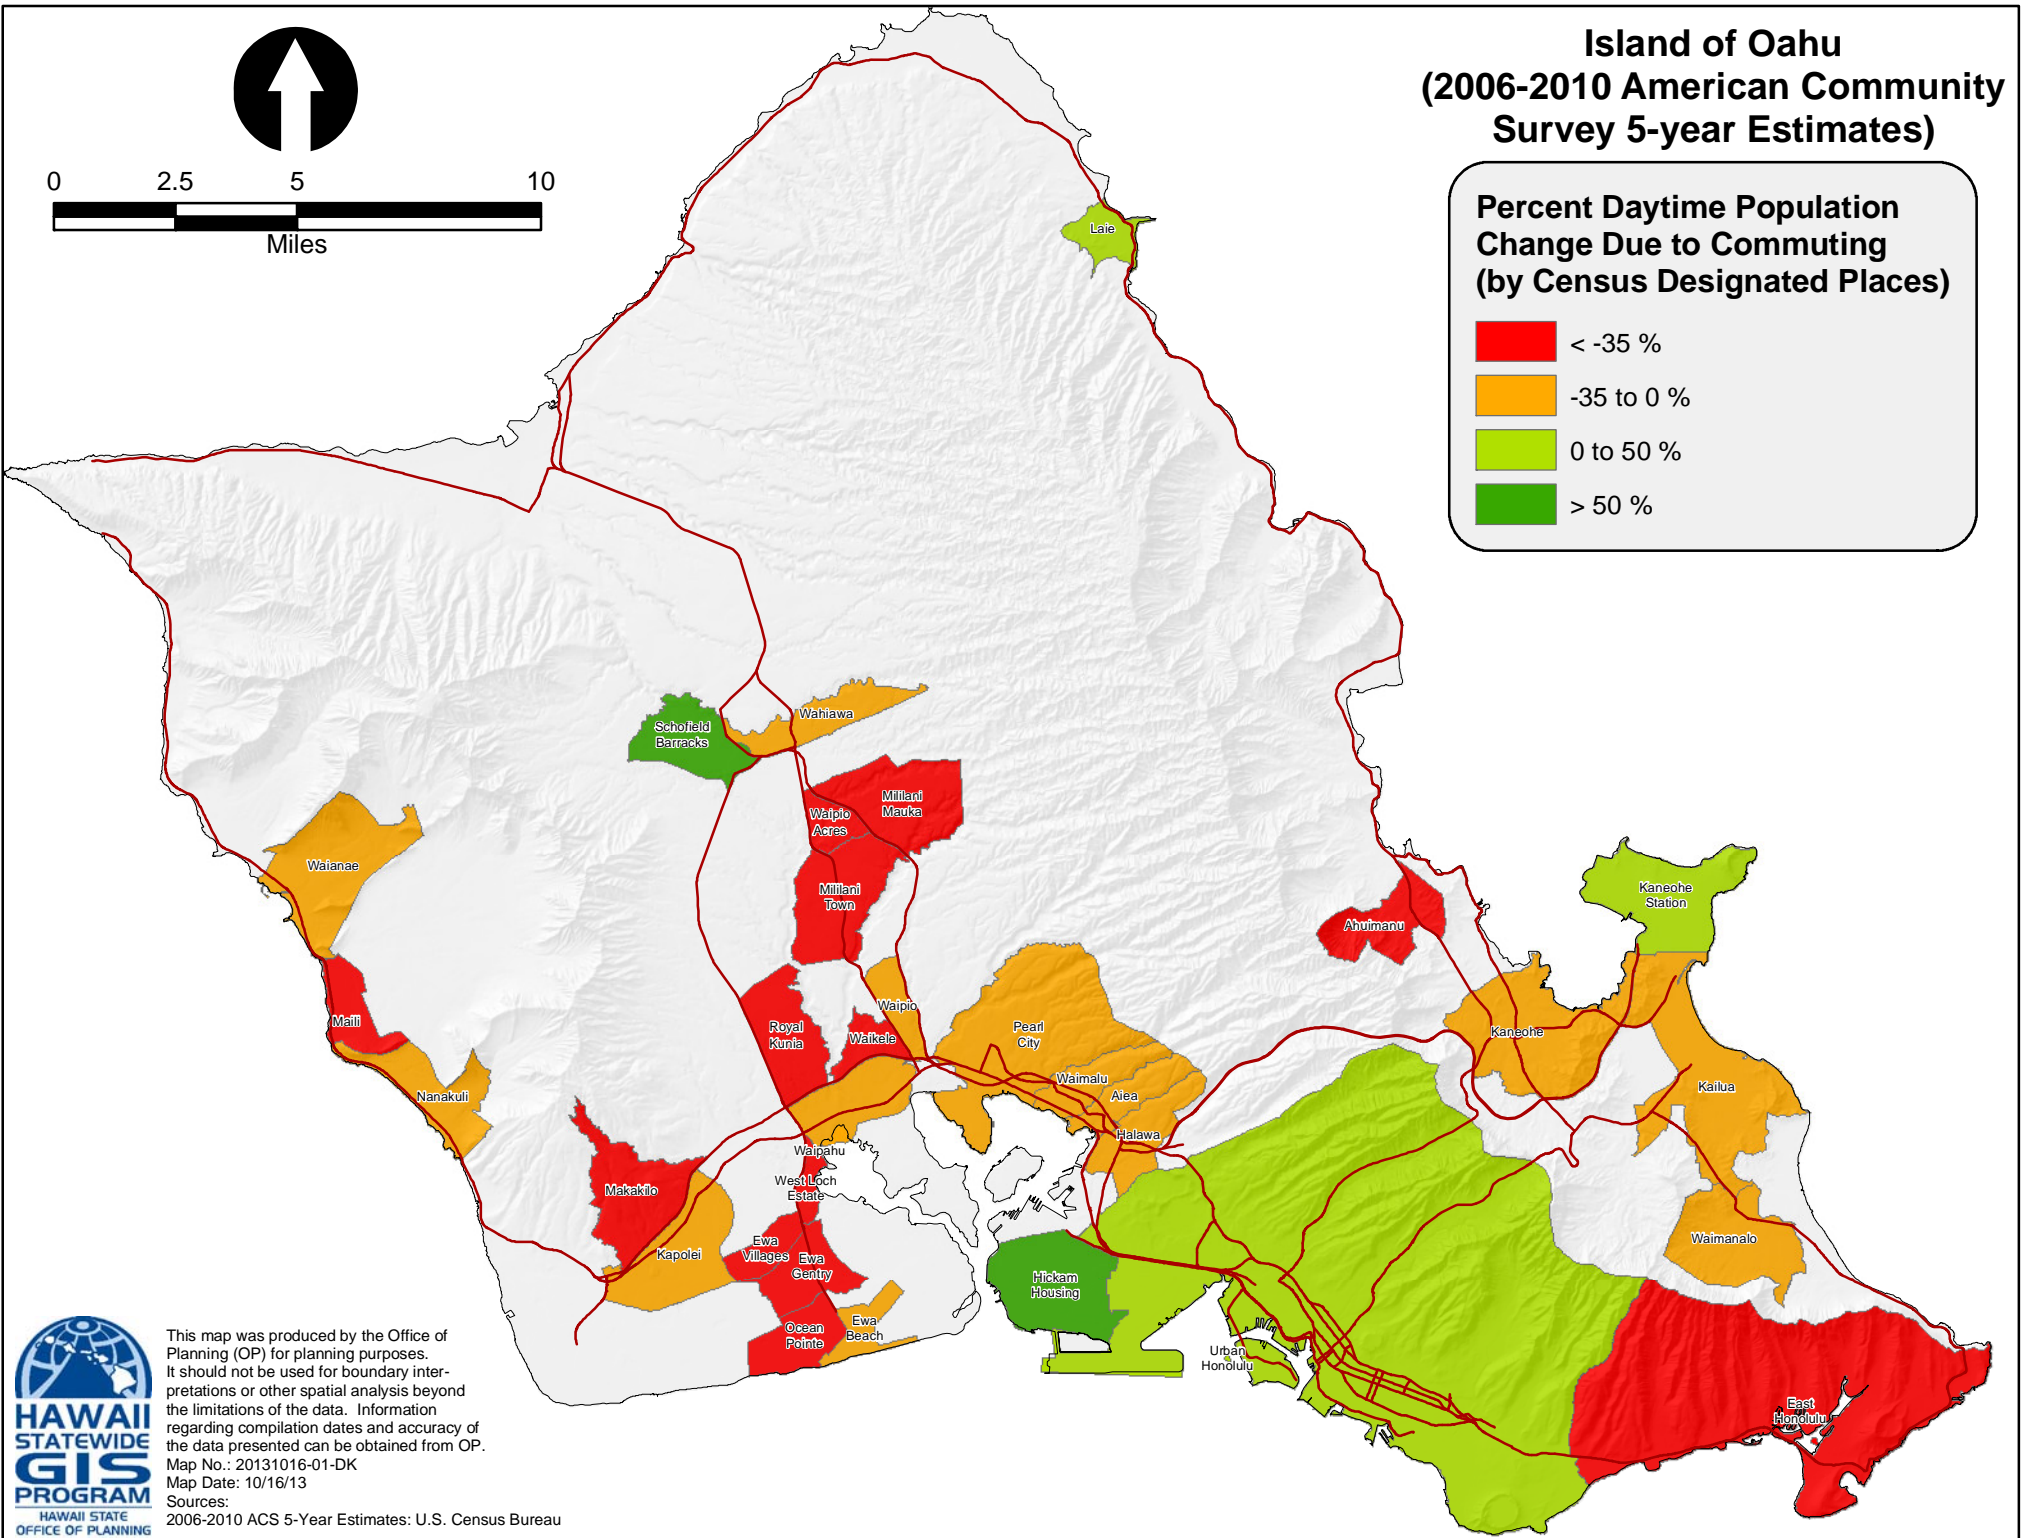 Island of Oahu
(2006-2010 American Community
Survey 5-year Estimates)
0 2.5 5 10
Miles
Percent Daytime Population
Change Due to Commuting
(by Census Designated Places)
< -35 %
-35 to 0 %
0 to 50 %
> 50 %
Laie
Schofield
Barracks
Wahiawa
Mililani
Mauka
Waipio
Acres
Mililani
Town
Waianae
Kaneohe
Station
Ahuimanu
Maili
Waipio
Royal
Kunia
Waikele
Pearl
City
Kaneohe
Waimalu
Aiea
Kailua
Nanakuli
Halawa
Waipahu
West Loch
Estate
Makakilo
Kapolei
Ewa
Villages
Ewa
Gentry
Waimanalo
Hickam
Housing
Ocean
Pointe
Ewa
Beach
Urban
Honolulu
East
Honolulu
HAWAII
STATEWIDE
GIS
PROGRAM
HAWAII STATE
OFFICE OF PLANNING
This map was produced by the Office of
Planning (OP) for planning purposes.
It should not be used for boundary inter-
pretations or other spatial analysis beyond
the limitations of the data. Information
regarding compilation dates and accuracy of
the data presented can be obtained from OP.
Map No.: 20131016-01-DK
Map Date: 10/16/13
Sources:
2006-2010 ACS 5-Year Estimates: U.S. Census Bureau